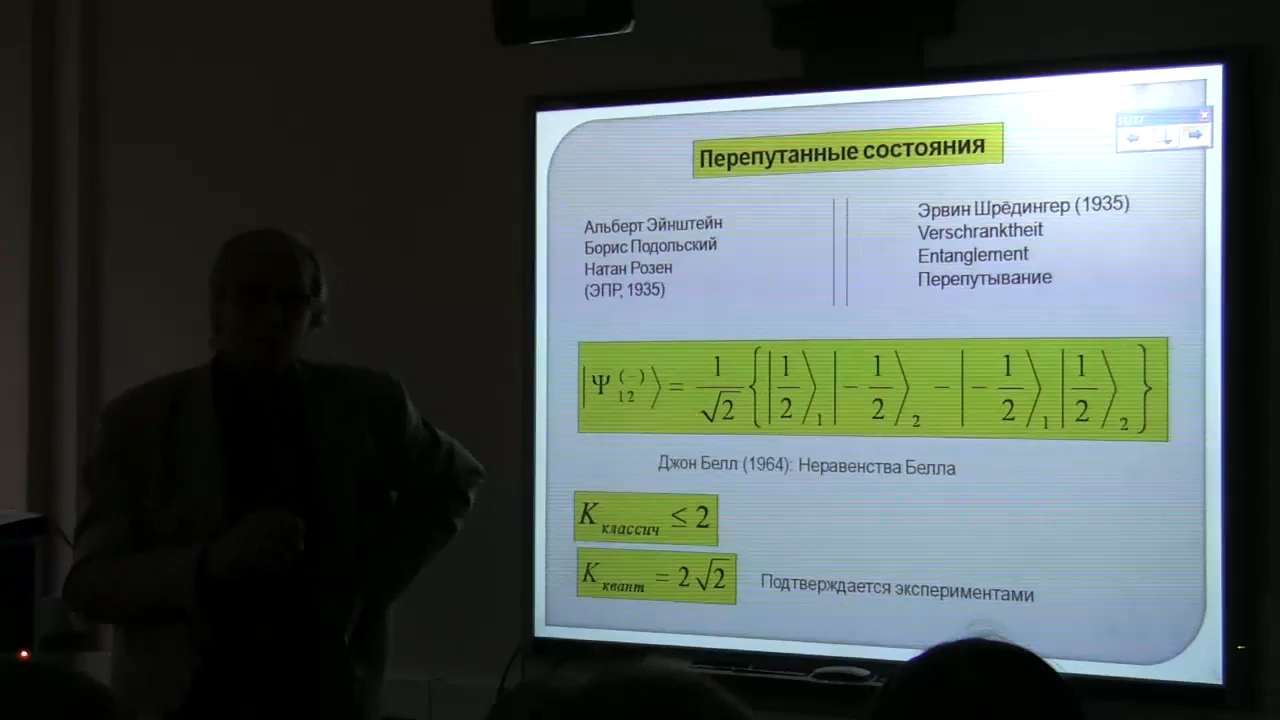 Перепутанные состояния
Альберт Эйнштейн
Борис Подольский
Натан Розен
(ЭПР, 1935)
Эрвин Шрёдингер (1935)
Verschranktheit
Entanglement
Перепутывание
|Ψ₁₂⁽⁻⁾⟩ = 1/√2 {|1/2⟩₁ |−1/2⟩₂ − |−1/2⟩₁ |1/2⟩₂}
Джон Белл (1964): Неравенства Белла
K классич ≤ 2
K квант = 2√2
Подтверждается экспериментами